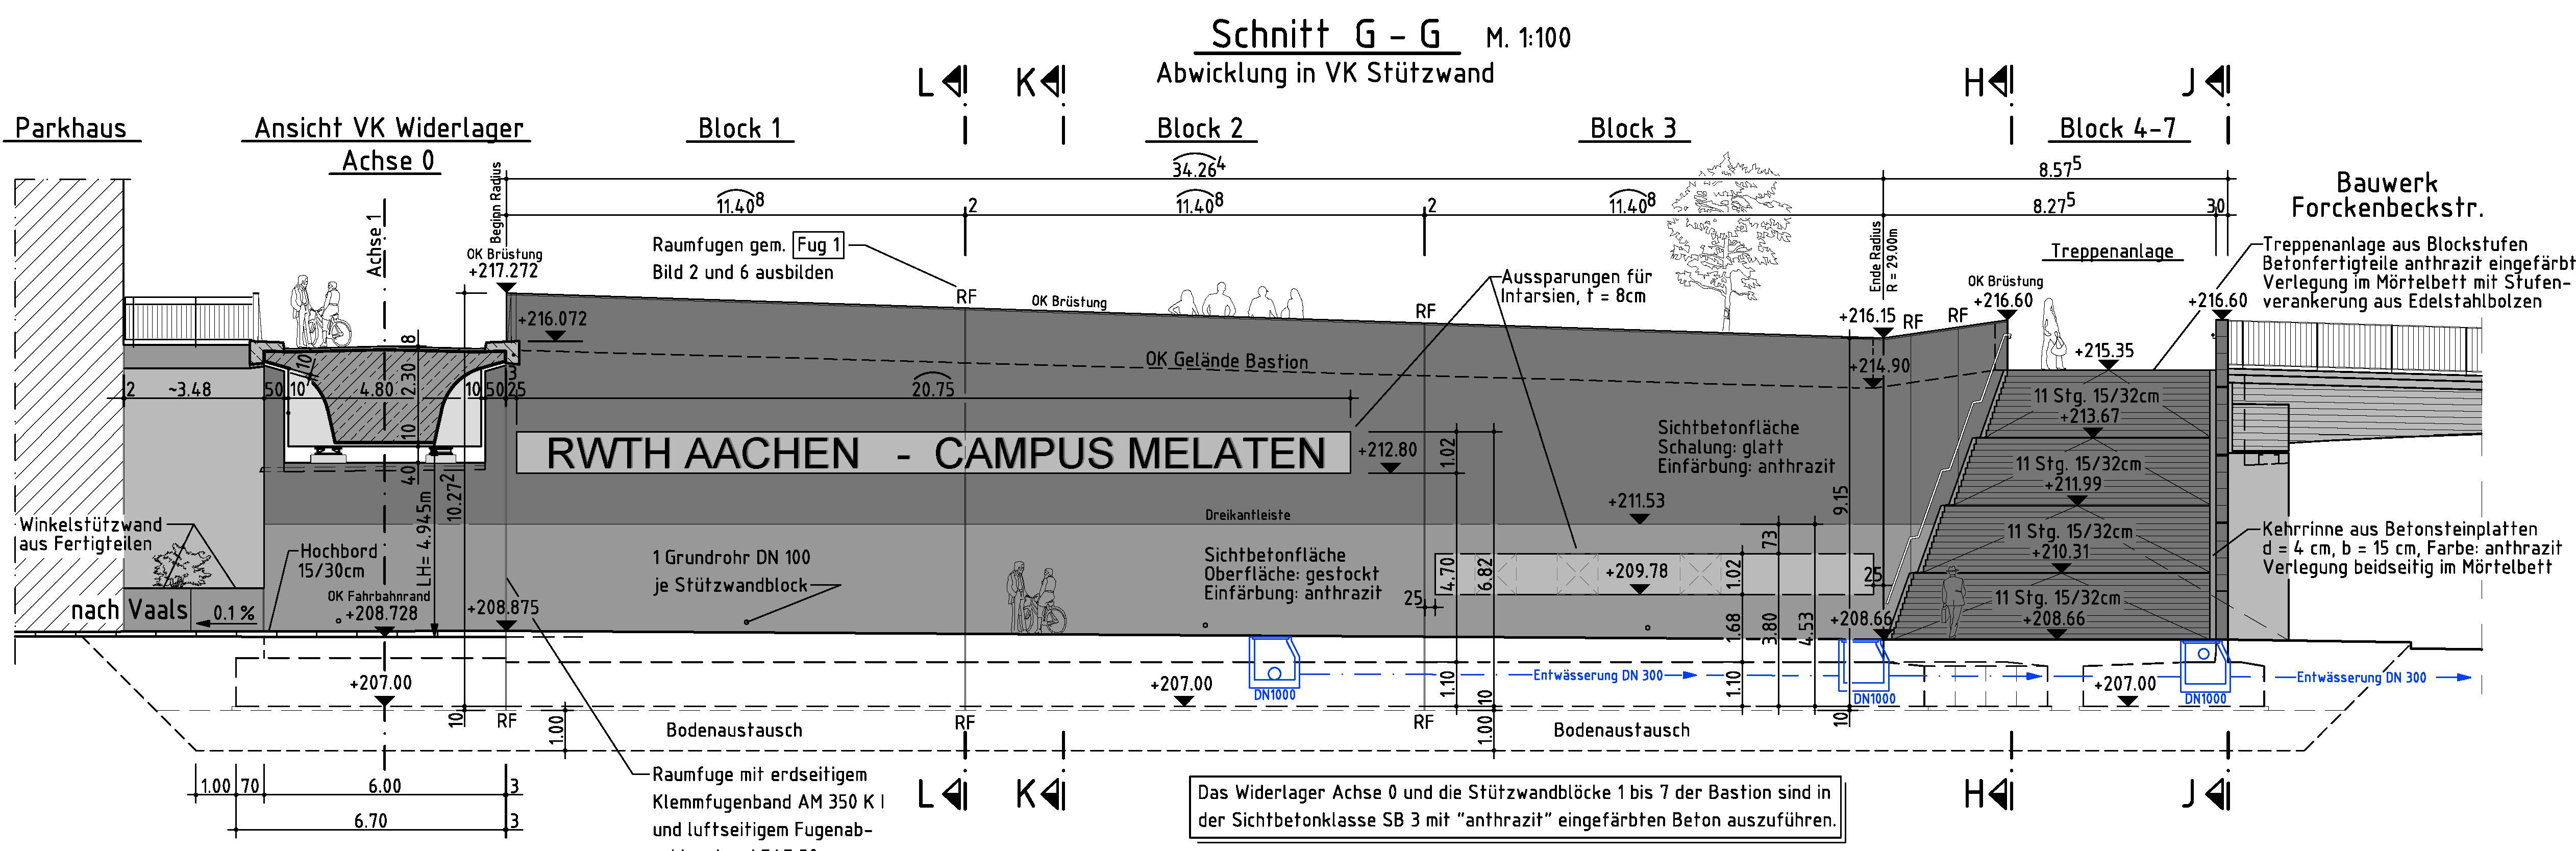 Schnitt G - G M. 1:100
Abwicklung in VK Stützwand
L K H J
Parkhaus
Ansicht VK Widerlager
Achse 0
Block 1
Block 2
Block 3
Block 4-7
34.26⁴
8.57⁵
11.40⁸
2
11.40⁸
2
11.40⁸
8.27⁵
30
Bauwerk
Forckenbeckstr.
Achse 1
Beginn Radius
OK Brüstung
+217.272
Raumfugen gem. Fug 1
Bild 2 und 6 ausbilden
RF
OK Brüstung
Aussparungen für
Intarsien, t = 8cm
RF
Ende Radius
R = 29.00m
+216.15
RF
RF
OK Brüstung
+216.60
Treppenanlage
+216.60
Treppenanlage aus Blockstufen
Betonfertigteile anthrazit eingefärbt
Verlegung im Mörtelbett mit Stufen-
verankerung aus Edelstahlbolzen
+216.072
OK Gelände Bastion
+214.90
+215.35
8
10
2.30
3
2
~3.48
50
10
4.80
10
50
25
20.75
10
40
LH= 4.945m
10.27²
RWTH AACHEN - CAMPUS MELATEN
+212.80
1.02
Sichtbetonfläche
Schalung: glatt
Einfärbung: anthrazit
9.15
11 Stg. 15/32cm
+213.67
11 Stg. 15/32cm
+211.99
11 Stg. 15/32cm
+210.31
11 Stg. 15/32cm
+208.66
Winkelstützwand
aus Fertigteilen
Hochbord
15/30cm
OK Fahrbahnrand
+208.728
+208.875
nach Vaals
0.1 %
1 Grundrohr DN 100
je Stützwandblock
Dreikantleiste
+211.53
Sichtbetonfläche
Oberfläche: gestockt
Einfärbung: anthrazit
25
4.70
6.82
+209.78
1.02
73
25
1.68
3.80
4.53
+208.66
Kehrrinne aus Betonsteinplatten
d = 4 cm, b = 15 cm, Farbe: anthrazit
Verlegung beidseitig im Mörtelbett
+207.00
+207.00
DN1000
Entwässerung DN 300
DN1000
+207.00
DN1000
Entwässerung DN 300
1.10
1.10
10
RF
1.00
RF
RF
10
1.00
10
Bodenaustausch
Bodenaustausch
1.00
70
6.00
3
6.70
3
Raumfuge mit erdseitigem
Klemmfugenband AM 350 K I
und luftseitigem Fugenab-
L K H J
Das Widerlager Achse 0 und die Stützwandblöcke 1 bis 7 der Bastion sind in
der Sichtbetonklasse SB 3 mit "anthrazit" eingefärbten Beton auszuführen.